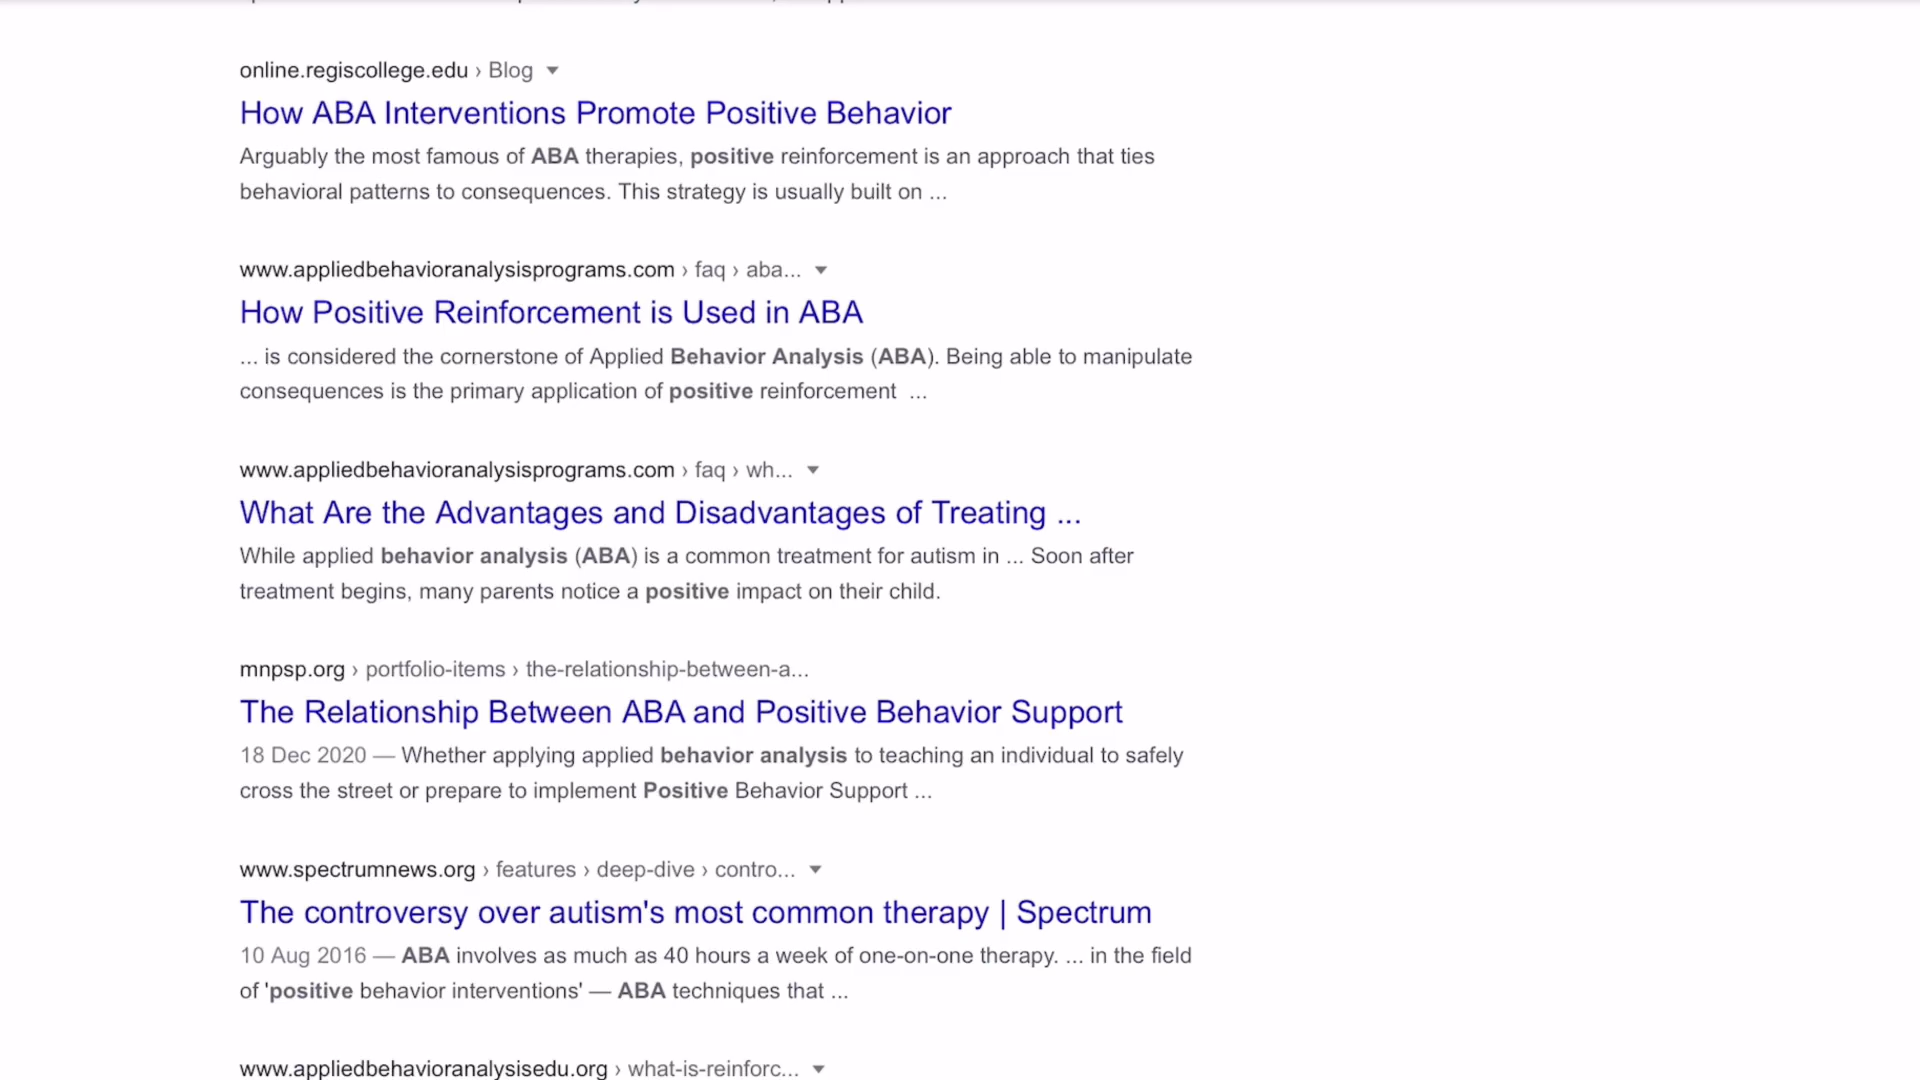 online.regiscollege.edu › Blog
How ABA Interventions Promote Positive Behavior
Arguably the most famous of ABA therapies, positive reinforcement is an approach that ties
behavioral patterns to consequences. This strategy is usually built on ...
www.appliedbehavioranalysisprograms.com › faq › aba...
How Positive Reinforcement is Used in ABA
... is considered the cornerstone of Applied Behavior Analysis (ABA). Being able to manipulate
consequences is the primary application of positive reinforcement ...
www.appliedbehavioranalysisprograms.com › faq › wh...
What Are the Advantages and Disadvantages of Treating ...
While applied behavior analysis (ABA) is a common treatment for autism in ... Soon after
treatment begins, many parents notice a positive impact on their child.
mnpsp.org › portfolio-items › the-relationship-between-a...
The Relationship Between ABA and Positive Behavior Support
18 Dec 2020 — Whether applying applied behavior analysis to teaching an individual to safely
cross the street or prepare to implement Positive Behavior Support ...
www.spectrumnews.org › features › deep-dive › contro...
The controversy over autism's most common therapy | Spectrum
10 Aug 2016 — ABA involves as much as 40 hours a week of one-on-one therapy. ... in the field
of 'positive behavior interventions' — ABA techniques that ...
www.appliedbehavioranalysisedu.org › what-is-reinforc...